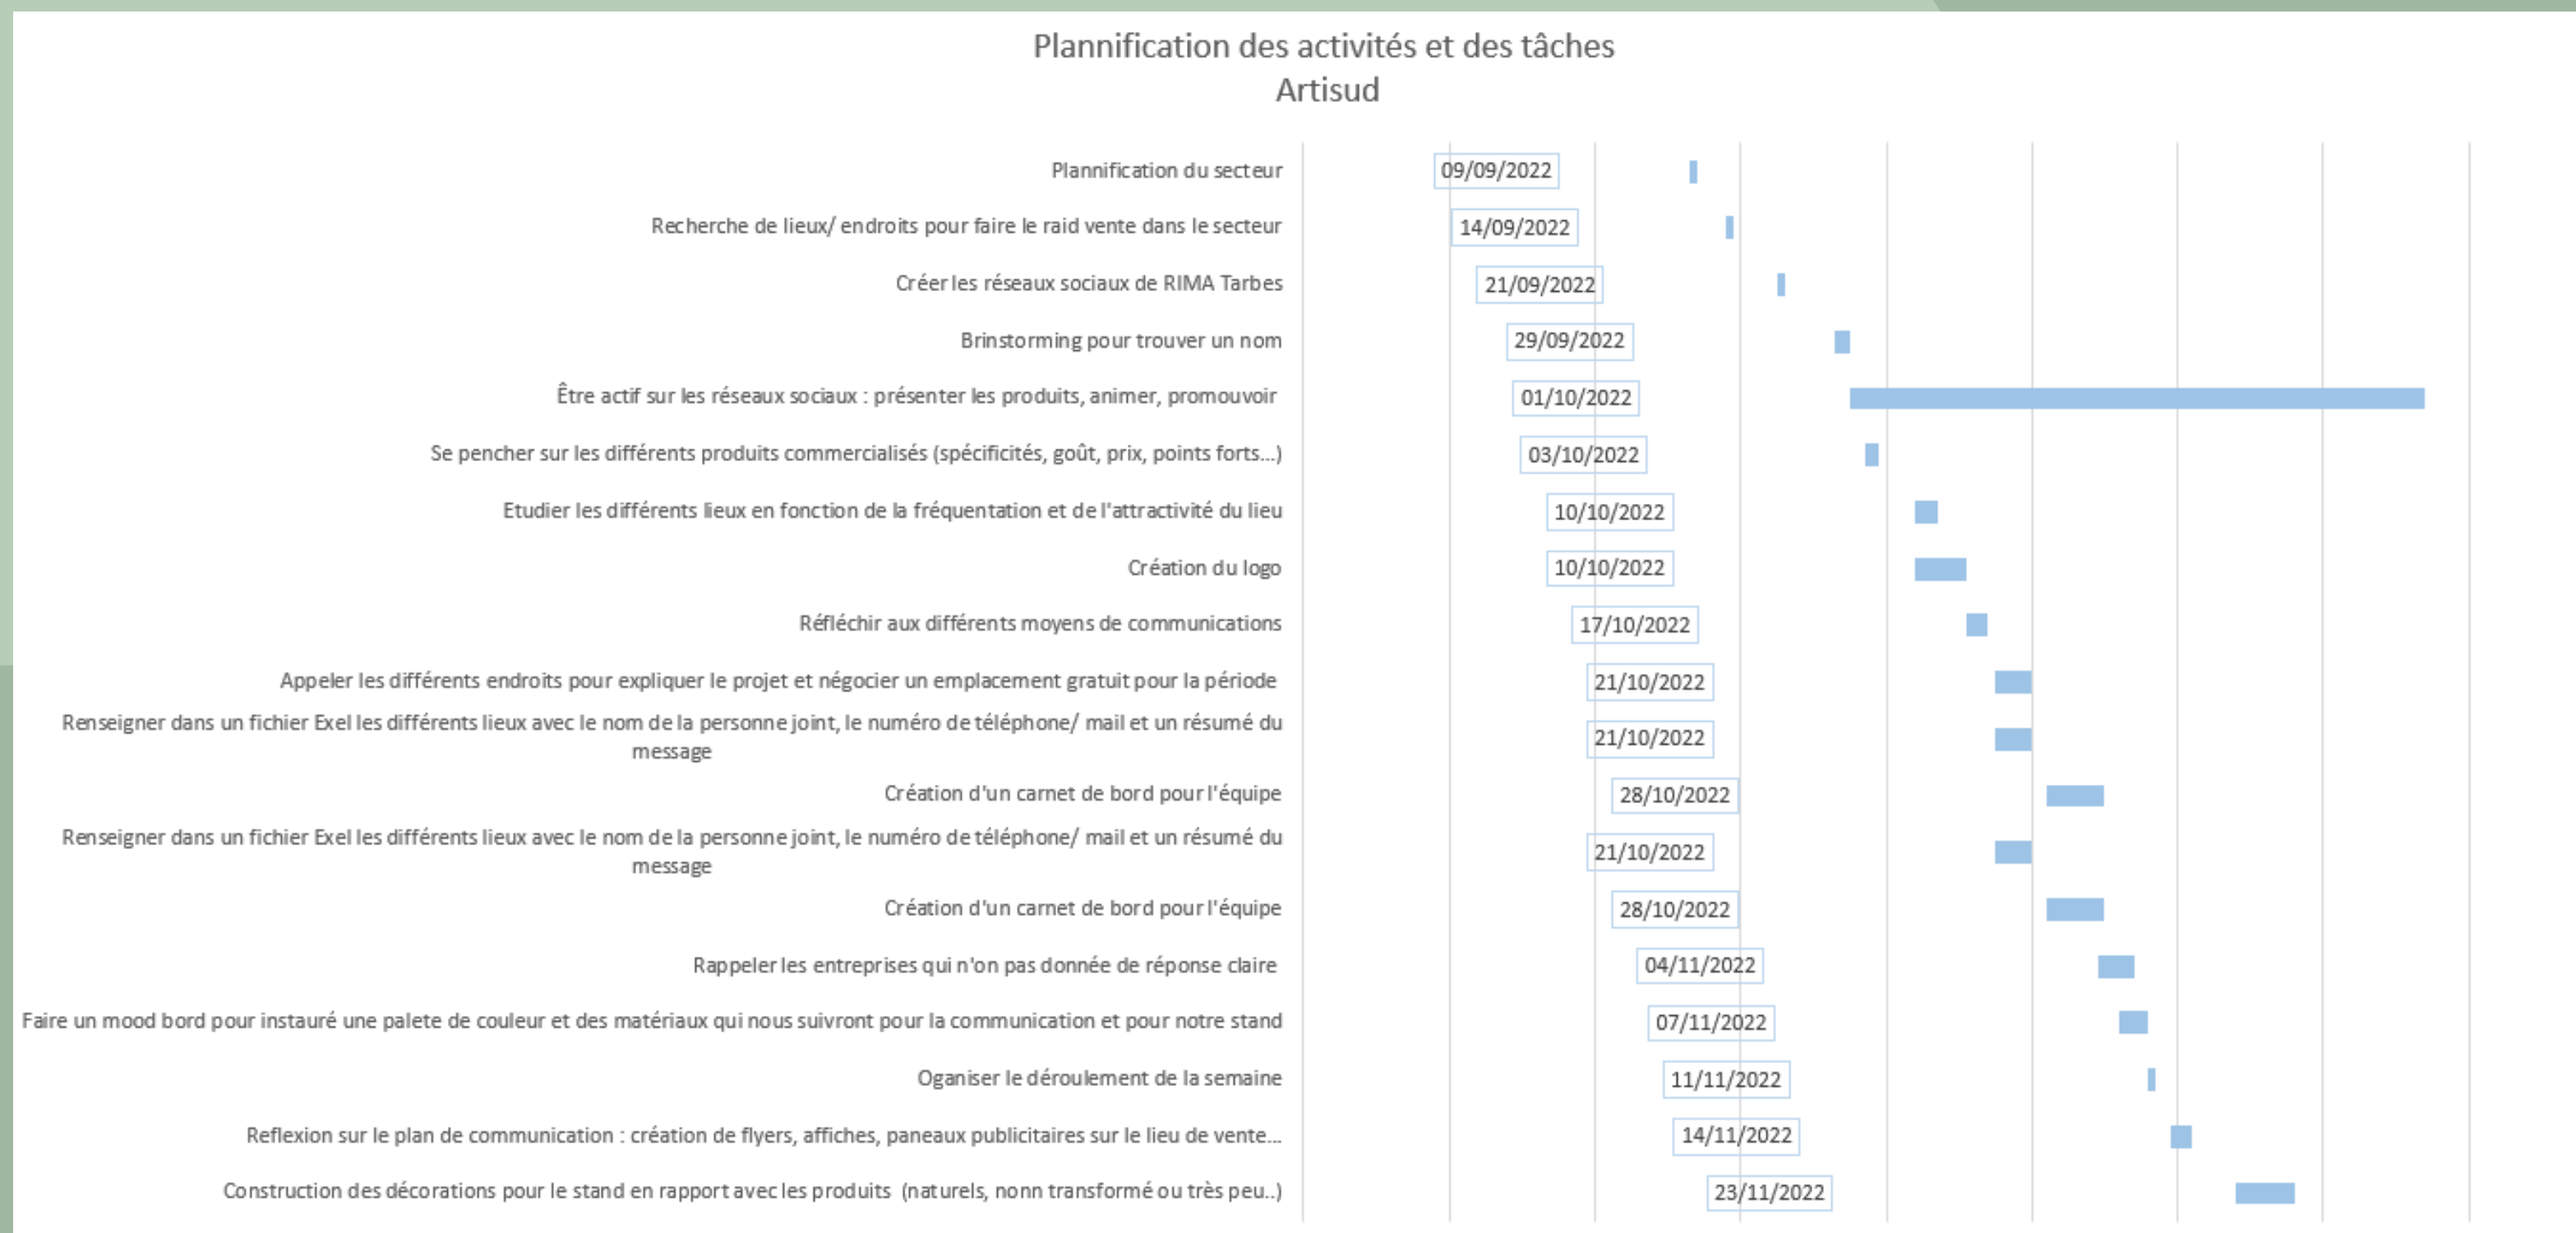 Plannification des activités et des tâches
Artisud
Plannification du secteur 09/09/2022
Recherche de lieux/ endroits pour faire le raid vente dans le secteur 14/09/2022
Créer les réseaux sociaux de RIMA Tarbes 21/09/2022
Brinstorming pour trouver un nom 29/09/2022
Être actif sur les réseaux sociaux : présenter les produits, animer, promouvoir 01/10/2022
Se pencher sur les différents produits commercialisés (spécificités, goût, prix, points forts...) 03/10/2022
Etudier les différents lieux en fonction de la fréquentation et de l'attractivité du lieu 10/10/2022
Création du logo 10/10/2022
Réfléchir aux différents moyens de communications 17/10/2022
Appeler les différents endroits pour expliquer le projet et négocier un emplacement gratuit pour la période 21/10/2022
Renseigner dans un fichier Exel les différents lieux avec le nom de la personne joint, le numéro de téléphone/ mail et un résumé du
message 21/10/2022
Création d'un carnet de bord pour l'équipe 28/10/2022
Renseigner dans un fichier Exel les différents lieux avec le nom de la personne joint, le numéro de téléphone/ mail et un résumé du
message 21/10/2022
Création d'un carnet de bord pour l'équipe 28/10/2022
Rappeler les entreprises qui n'on pas donnée de réponse claire 04/11/2022
Faire un mood bord pour instauré une palete de couleur et des matériaux qui nous suivront pour la communication et pour notre stand 07/11/2022
Oganiser le déroulement de la semaine 11/11/2022
Reflexion sur le plan de communication : création de flyers, affiches, paneaux publicitaires sur le lieu de vente... 14/11/2022
Construction des décorations pour le stand en rapport avec les produits (naturels, nonn transformé ou très peu..) 23/11/2022